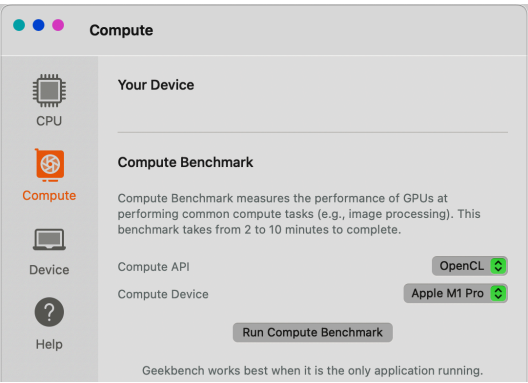 Compute
CPU
Compute
Device
Help
Your Device
Compute Benchmark
Compute Benchmark measures the performance of GPUs at
performing common compute tasks (e.g., image processing). This
benchmark takes from 2 to 10 minutes to complete.
Compute API OpenCL
Compute Device Apple M1 Pro
Run Compute Benchmark
Geekbench works best when it is the only application running.